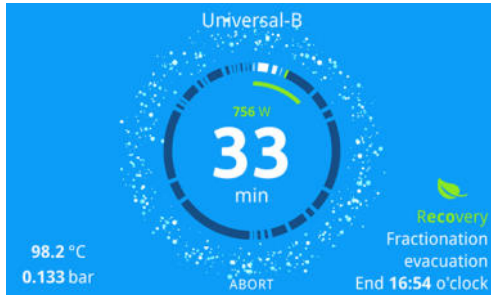 Universal-B
756 W
33
min
Recovery
Fractionation
evacuation
98.2 °C
0.133 bar
End 16:54 o'clock
ABORT